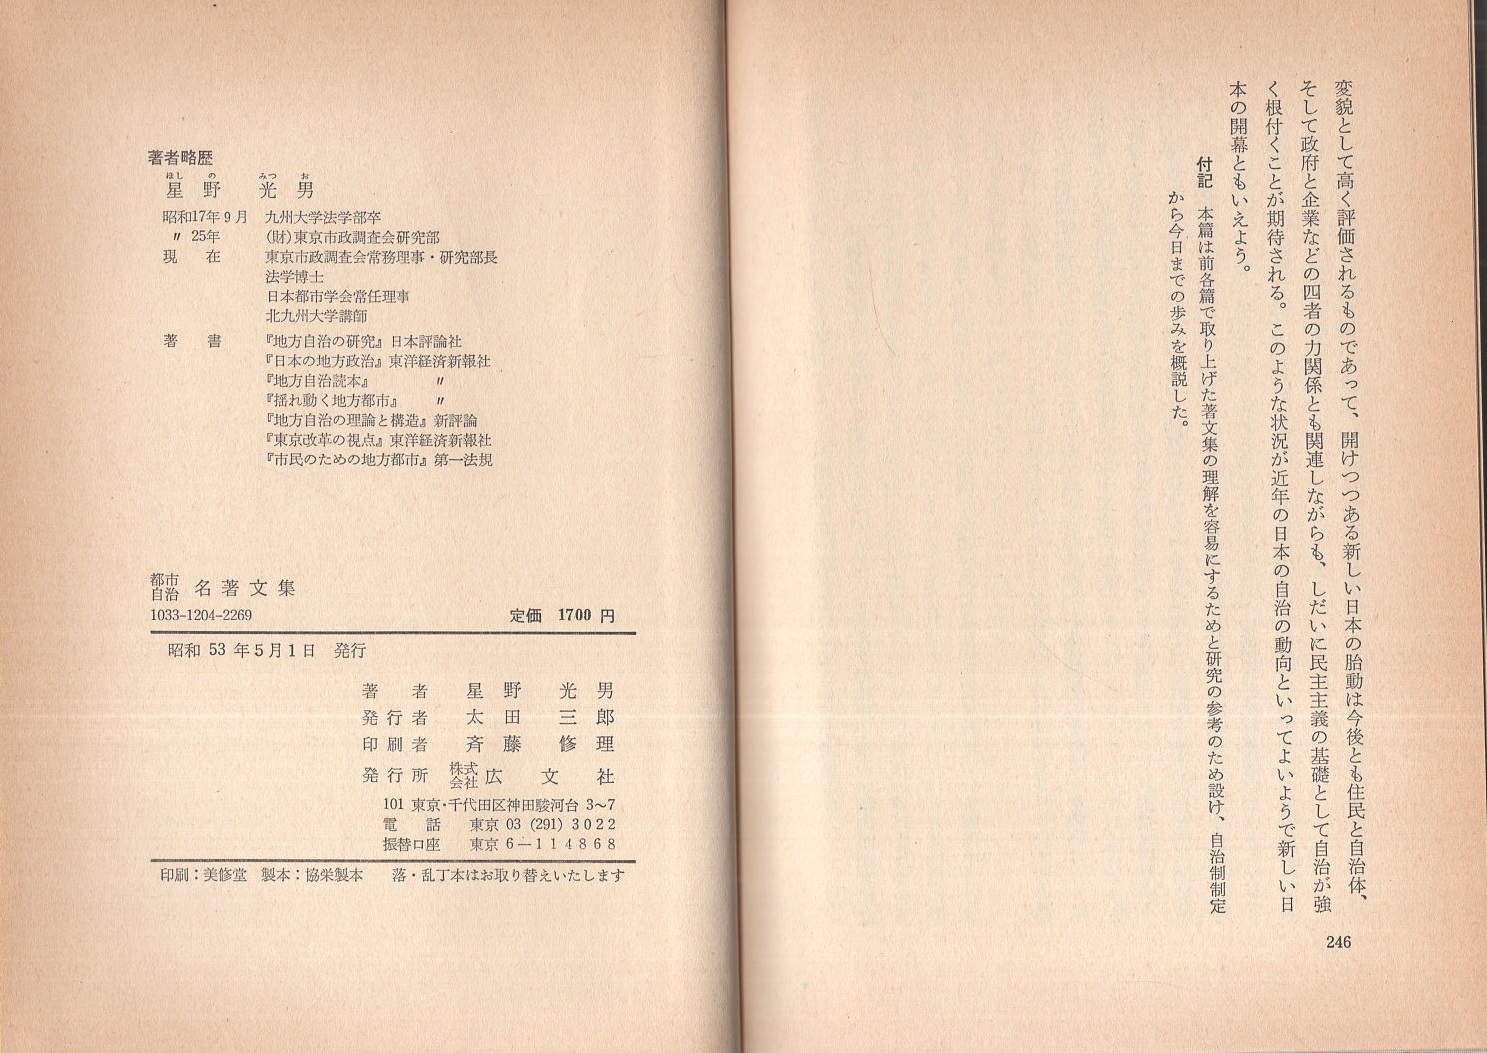 変貌として高く評価されるものであって、開けつつある新しい日本の胎動は今後とも住民と自治体、
そして政府と企業などの四者の力関係とも関連しながらも、しだいに民主主義の基礎として自治が強
く根付くことが期待される。このような状況が近年の日本の自治の動向といってよいようで新しい日
本の開幕ともいえよう。
付記 本篇は前各篇で取り上げた著文集の理解を容易にするためと研究の参考のため設け、自治制制定
から今日までの歩みを概説した。
246
著者略歴
ほし の みつ お
星野 光男
昭和17年9月 九州大学法学部卒
〃 25年 (財)東京市政調査会研究部
現在 東京市政調査会常務理事・研究部長
法学博士
日本都市学会常任理事
北九州大学講師
著書 『地方自治の研究』日本評論社
『日本の地方政治』東洋経済新報社
『地方自治読本』 〃
『揺れ動く地方都市』 〃
『地方自治の理論と構造』新評論
『東京改革の視点』東洋経済新報社
『市民のための地方都市』第一法規
都市自治 名著文集
1033-1204-2269 定価 1700 円
昭和 53 年5月1日 発行
著者 星野 光男
発行者 太田 三郎
印刷者 斉藤 修理
発行所 株式会社 広文社
101 東京・千代田区神田駿河台 3〜7
電話 東京 03 (291) 3022
振替口座 東京 6―114868
印刷：美修堂 製本：協栄製本 落・乱丁本はお取り替えいたします